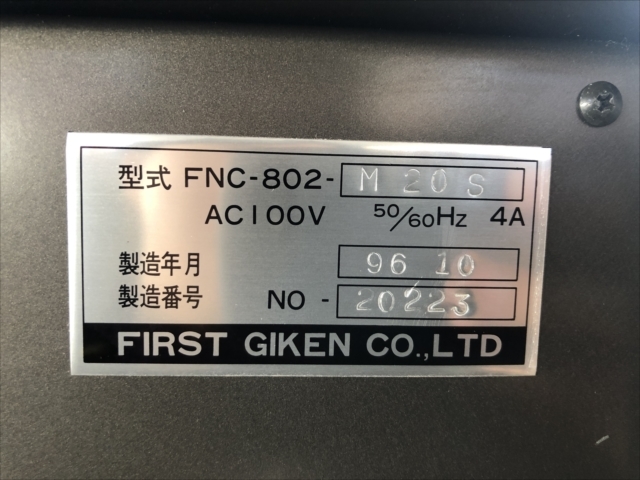 型式 FNC-802- M 20 S
AC100V 50/60Hz 4A
製造年月 96 10
製造番号 NO - 20223
FIRST GIKEN CO.,LTD